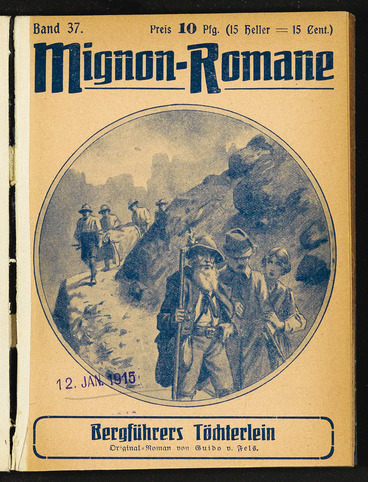 Band 37.
Preis 10 Pfg. (15 Heller = 15 Cent.)
Mignon-Romane
12. JAN. 1915
Bergführers Töchterlein
Original-Roman von Guido v. Fels.